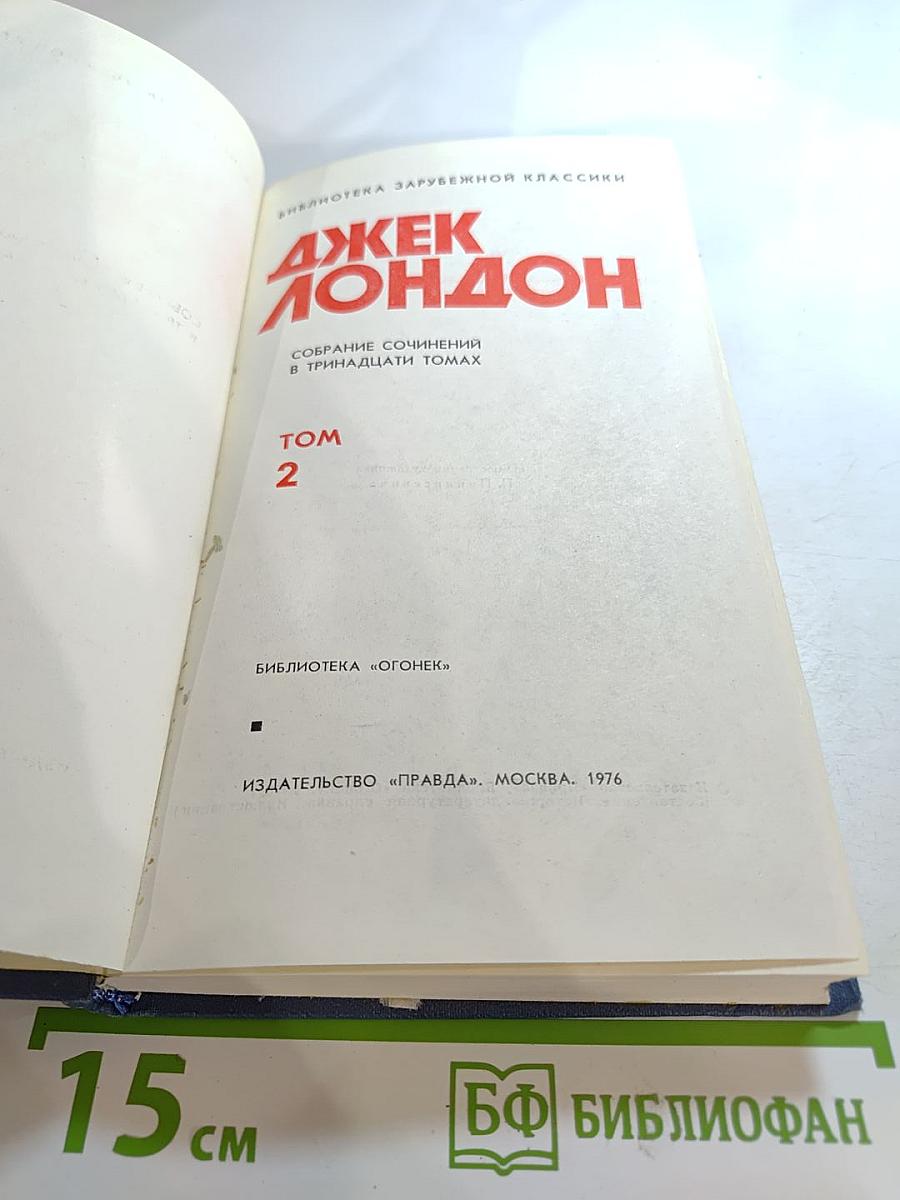 БИБЛИОТЕКА ЗАРУБЕЖНОЙ КЛАССИКИ
ДЖЕК
ЛОНДОН
СОБРАНИЕ СОЧИНЕНИЙ
В ТРИНАДЦАТИ ТОМАХ
ТОМ
2
БИБЛИОТЕКА «ОГОНЕК»
ИЗДАТЕЛЬСТВО «ПРАВДА». МОСКВА. 1976
15 см
БФ БИБЛИОФАН